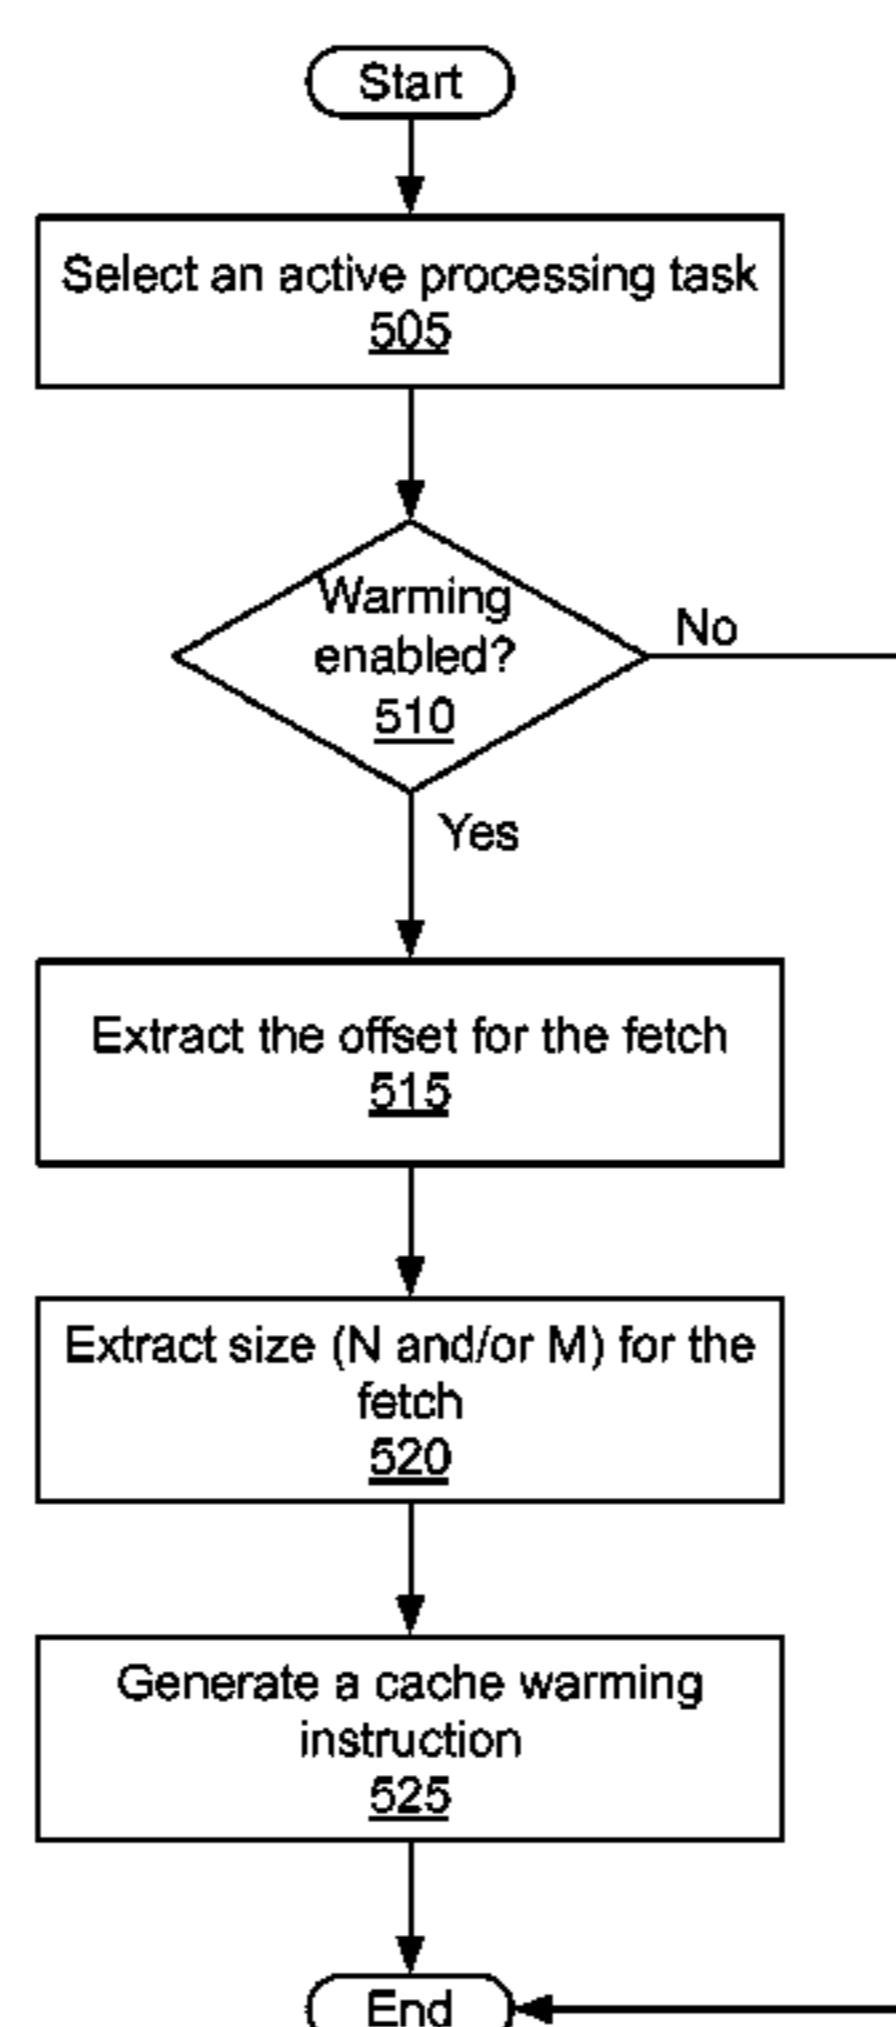 Start
Select an active processing task
505
Warming
enabled?
510
No
Yes
Extract the offset for the fetch
515
Extract size (N and/or M) for the
fetch
520
Generate a cache warming
instruction
525
End